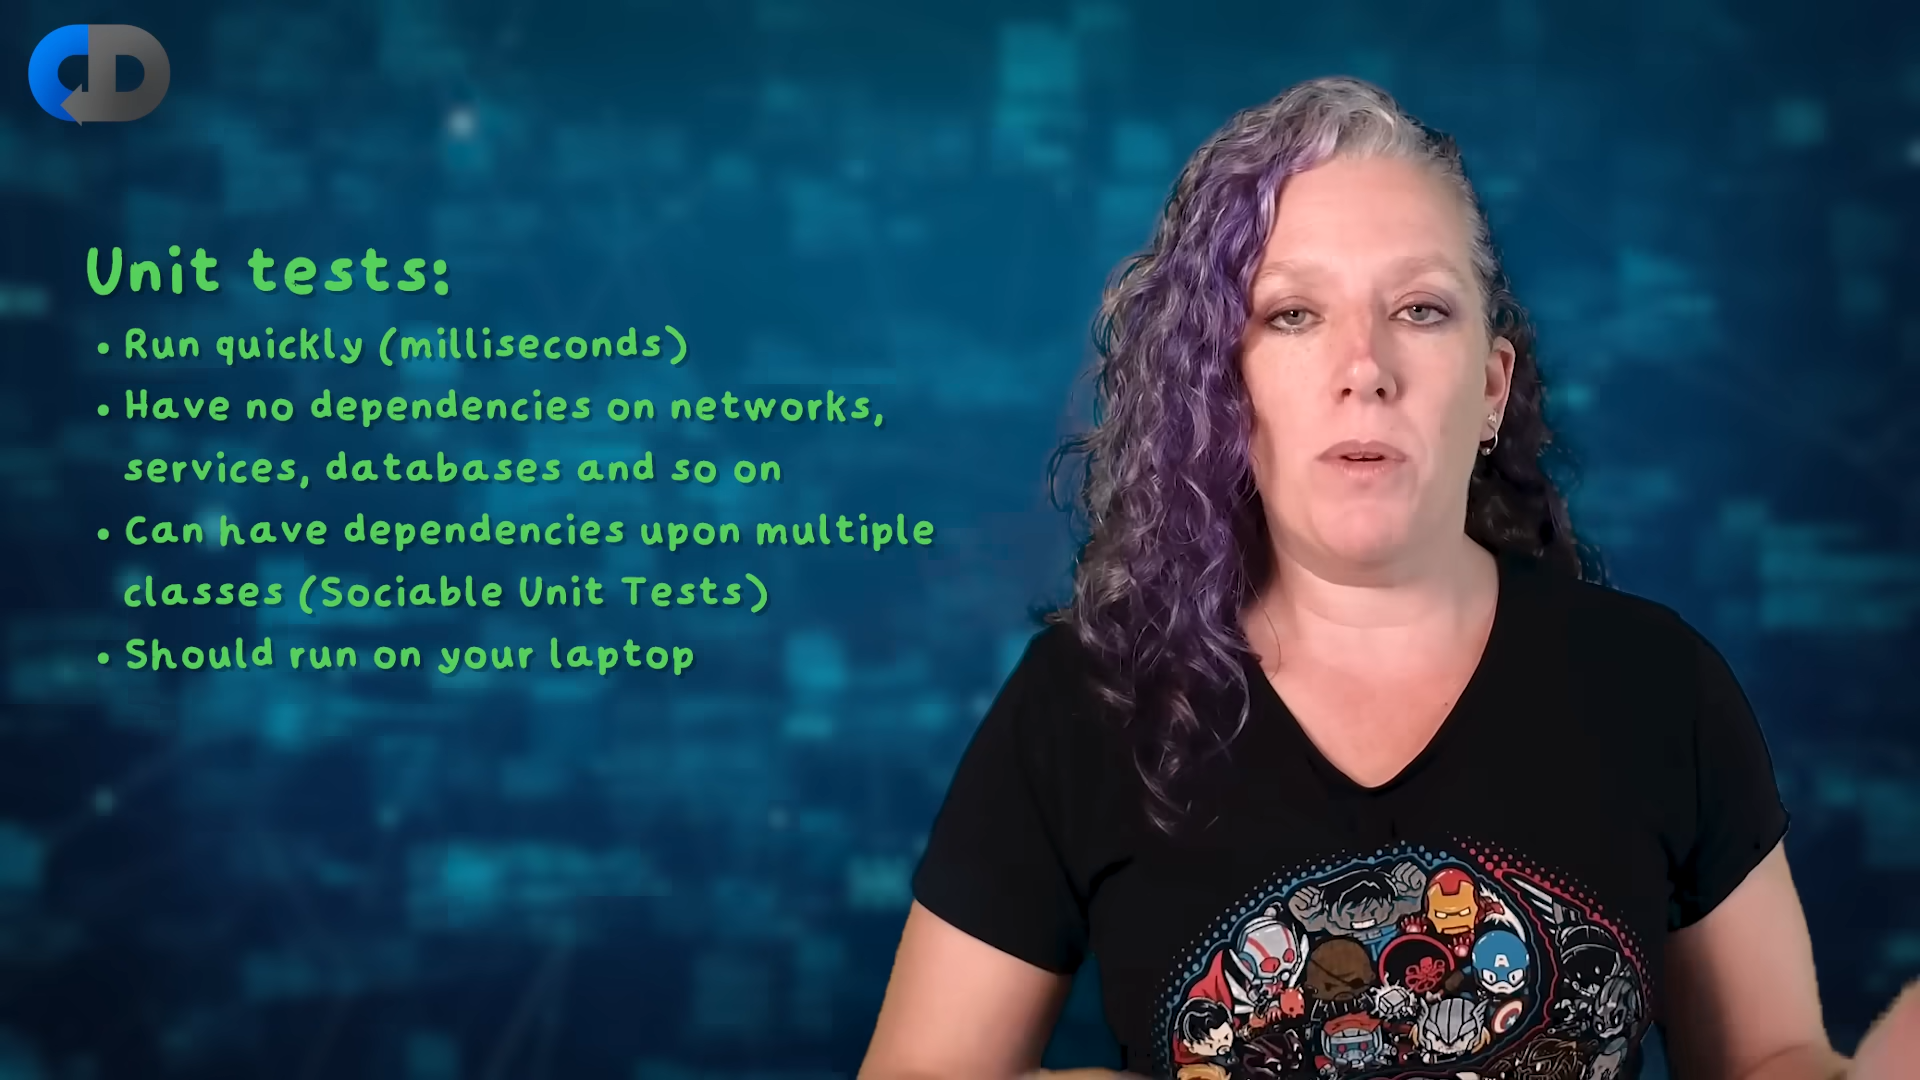 CD
Unit tests:
• Run quickly (milliseconds)
• Have no dependencies on networks,
services, databases and so on
• Can have dependencies upon multiple
classes (Sociable Unit Tests)
• Should run on your laptop
A